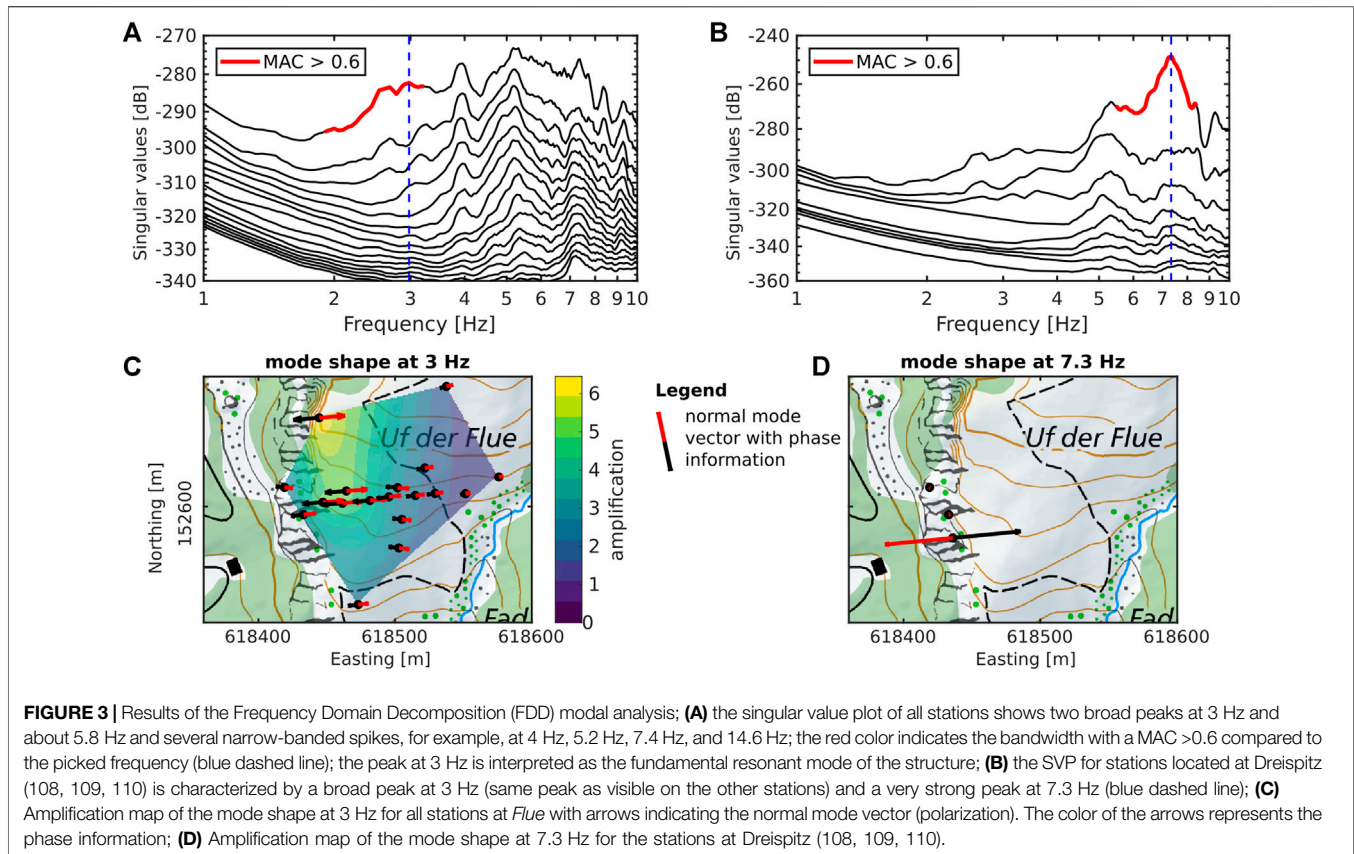 A
B
-270
-280
-290
-300
-310
-320
-330
-340
Singular values [dB]
MAC > 0.6
1 2 3 4 5 6 7 8 9 10
Frequency [Hz]
-240
-260
-280
-300
-320
-340
-360
Singular values [dB]
MAC > 0.6
1 2 3 4 5 6 7 8 9 10
Frequency [Hz]
C
mode shape at 3 Hz
Uf der Flue
Fad
Northing [m]
152600
618400 618500 618600
Easting [m]
6
5
4
3
2
1
0
amplification
Legend
normal mode
vector with phase
information
D
mode shape at 7.3 Hz
Uf der Flue
Fad
618400 618500 618600
Easting [m]
FIGURE 3 | Results of the Frequency Domain Decomposition (FDD) modal analysis; (A) the singular value plot of all stations shows two broad peaks at 3 Hz and
about 5.8 Hz and several narrow-banded spikes, for example, at 4 Hz, 5.2 Hz, 7.4 Hz, and 14.6 Hz; the red color indicates the bandwidth with a MAC >0.6 compared to
the picked frequency (blue dashed line); the peak at 3 Hz is interpreted as the fundamental resonant mode of the structure; (B) the SVP for stations located at Dreispitz
(108, 109, 110) is characterized by a broad peak at 3 Hz (same peak as visible on the other stations) and a very strong peak at 7.3 Hz (blue dashed line); (C)
Amplification map of the mode shape at 3 Hz for all stations at Flue with arrows indicating the normal mode vector (polarization). The color of the arrows represents the
phase information; (D) Amplification map of the mode shape at 7.3 Hz for the stations at Dreispitz (108, 109, 110).